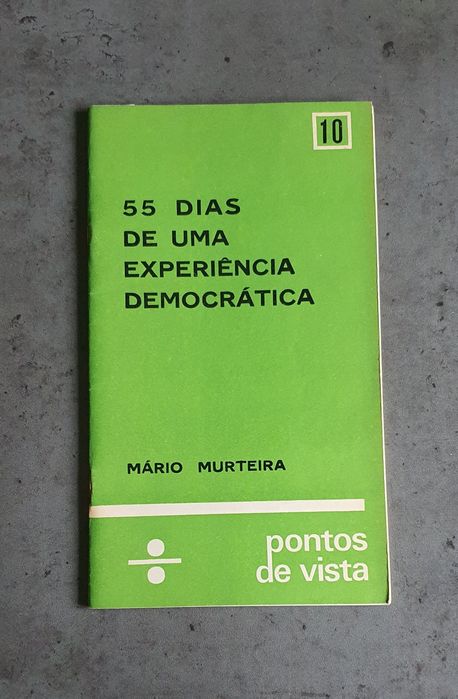 10
55 DIAS
DE UMA
EXPERIÊNCIA
DEMOCRÁTICA
MÁRIO MURTEIRA
pontos
de vista